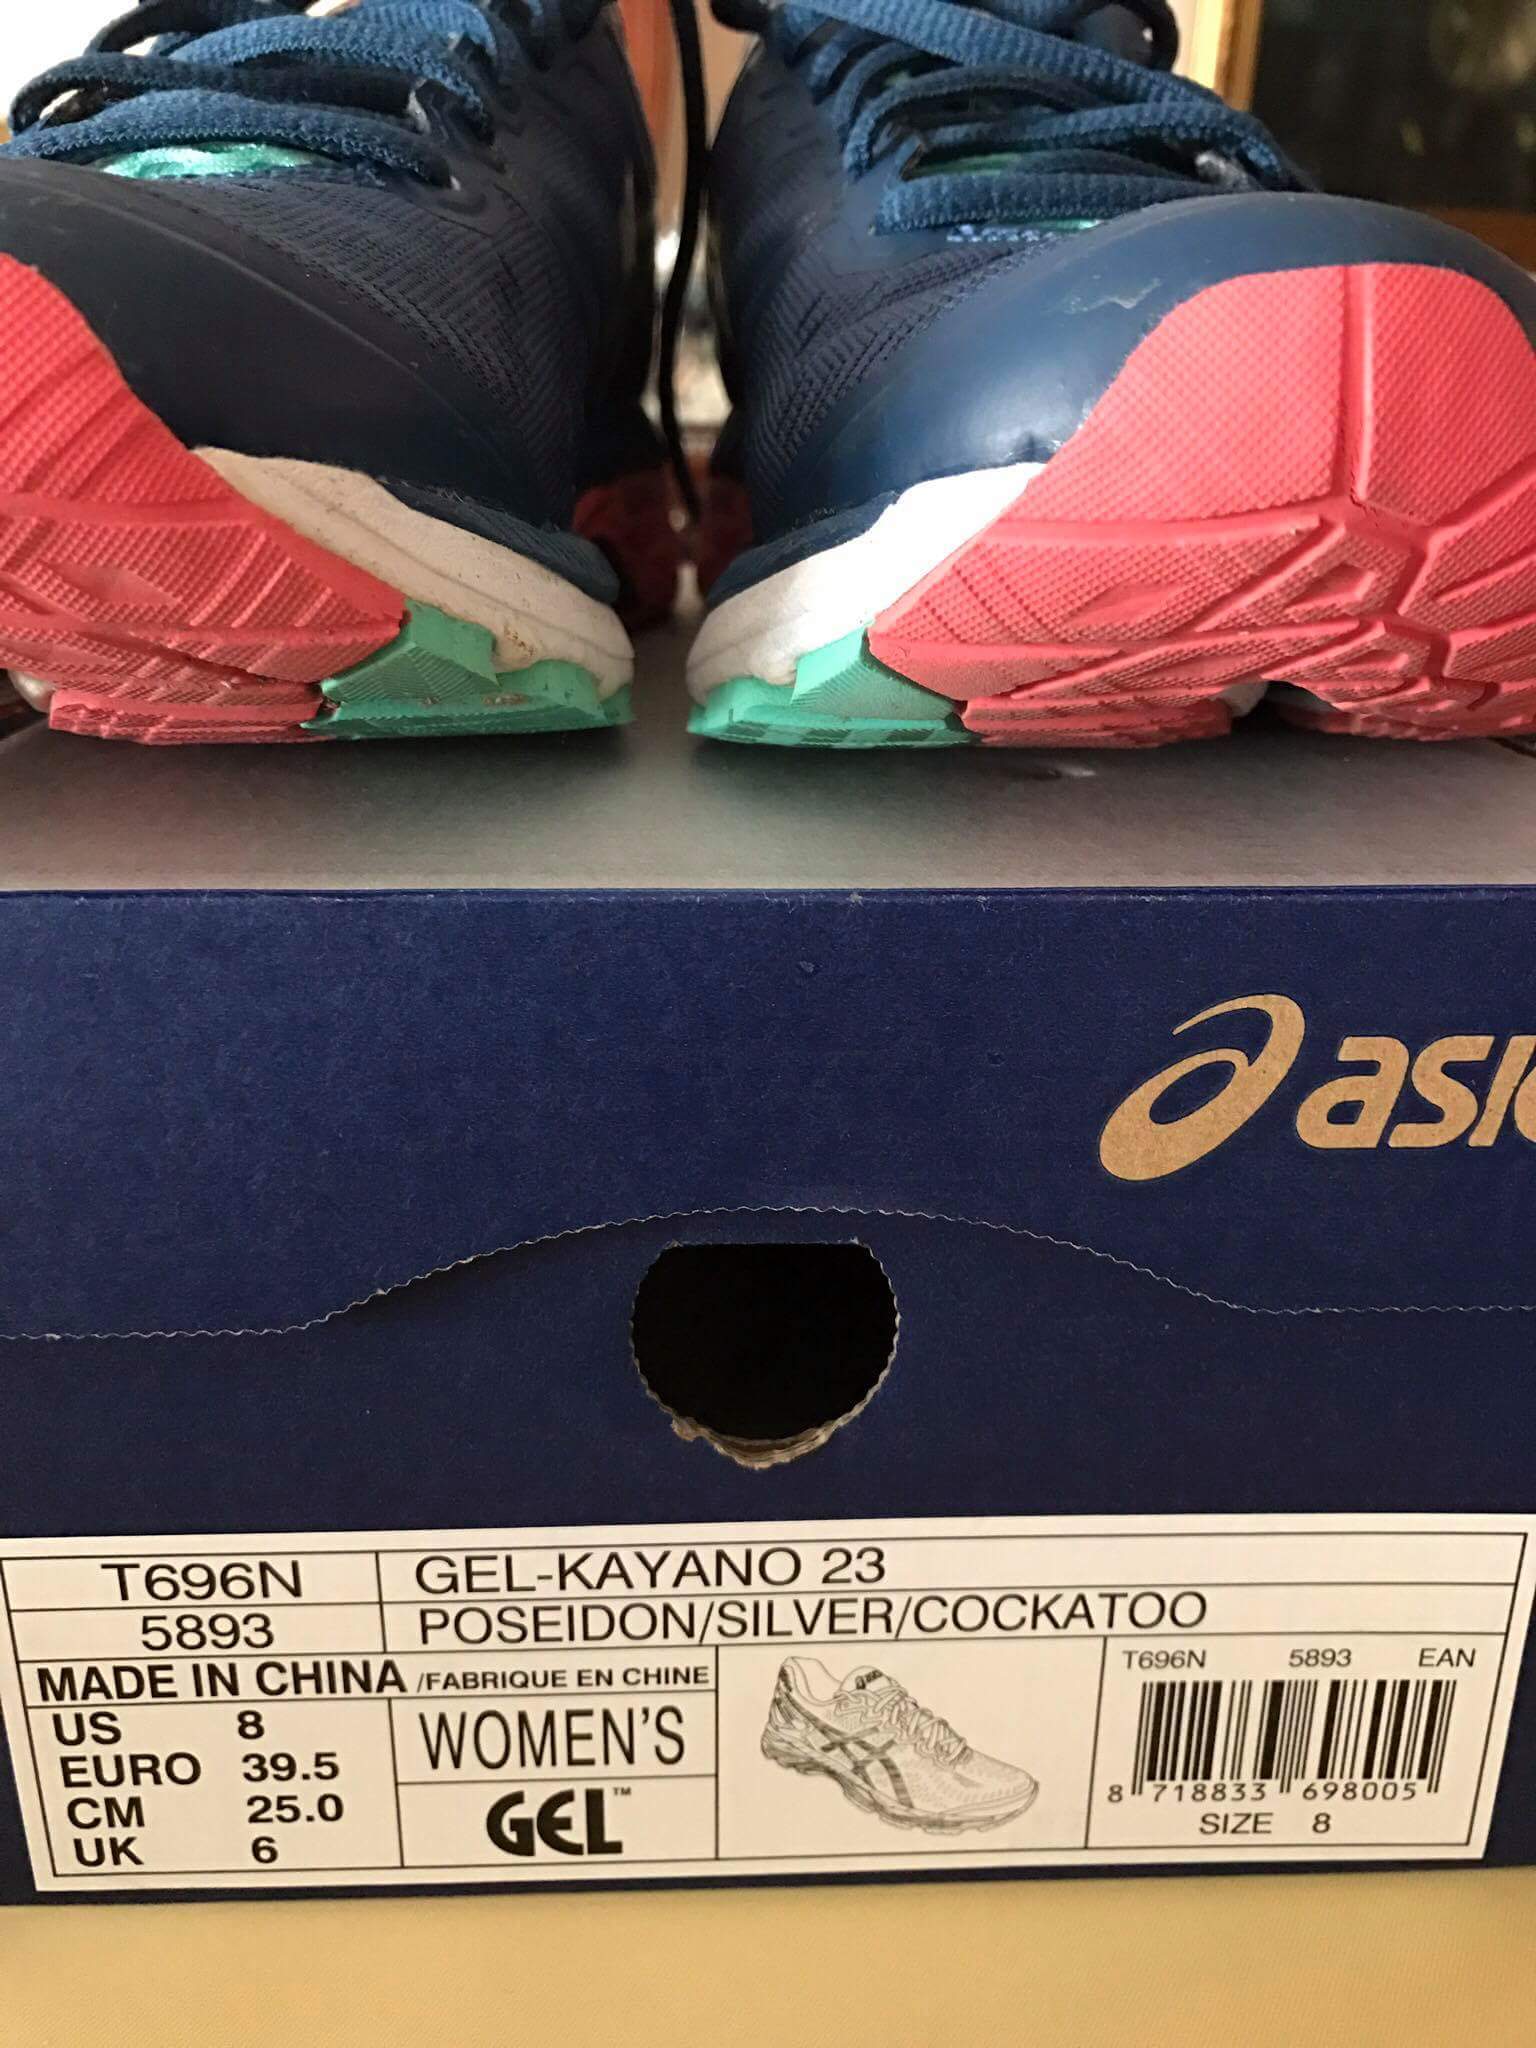 asic
T696N GEL-KAYANO 23
5893 POSEIDON/SILVER/COCKATOO
MADE IN CHINA /FABRIQUE EN CHINE
US 8
EURO 39.5
CM 25.0
UK 6
WOMEN'S
GEL™
asics
T696N 5893 EAN
8 718833 698005
SIZE 8